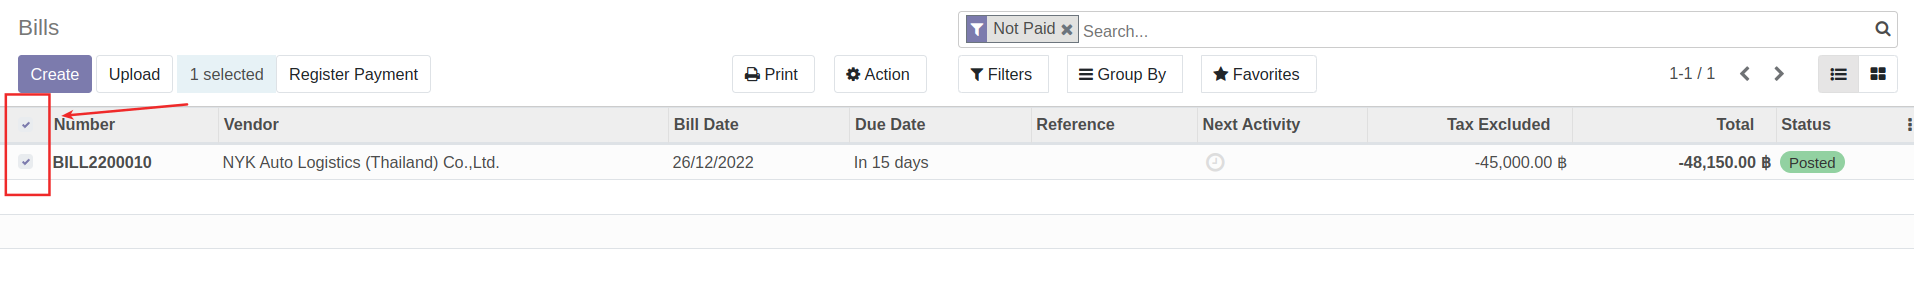 Bills
Not Paid Search...
Create Upload 1 selected Register Payment Print Action Filters Group By Favorites 1-1 / 1
Number Vendor Bill Date Due Date Reference Next Activity Tax Excluded Total Status
BILL2200010 NYK Auto Logistics (Thailand) Co.,Ltd. 26/12/2022 In 15 days -45,000.00 ฿ -48,150.00 ฿ Posted